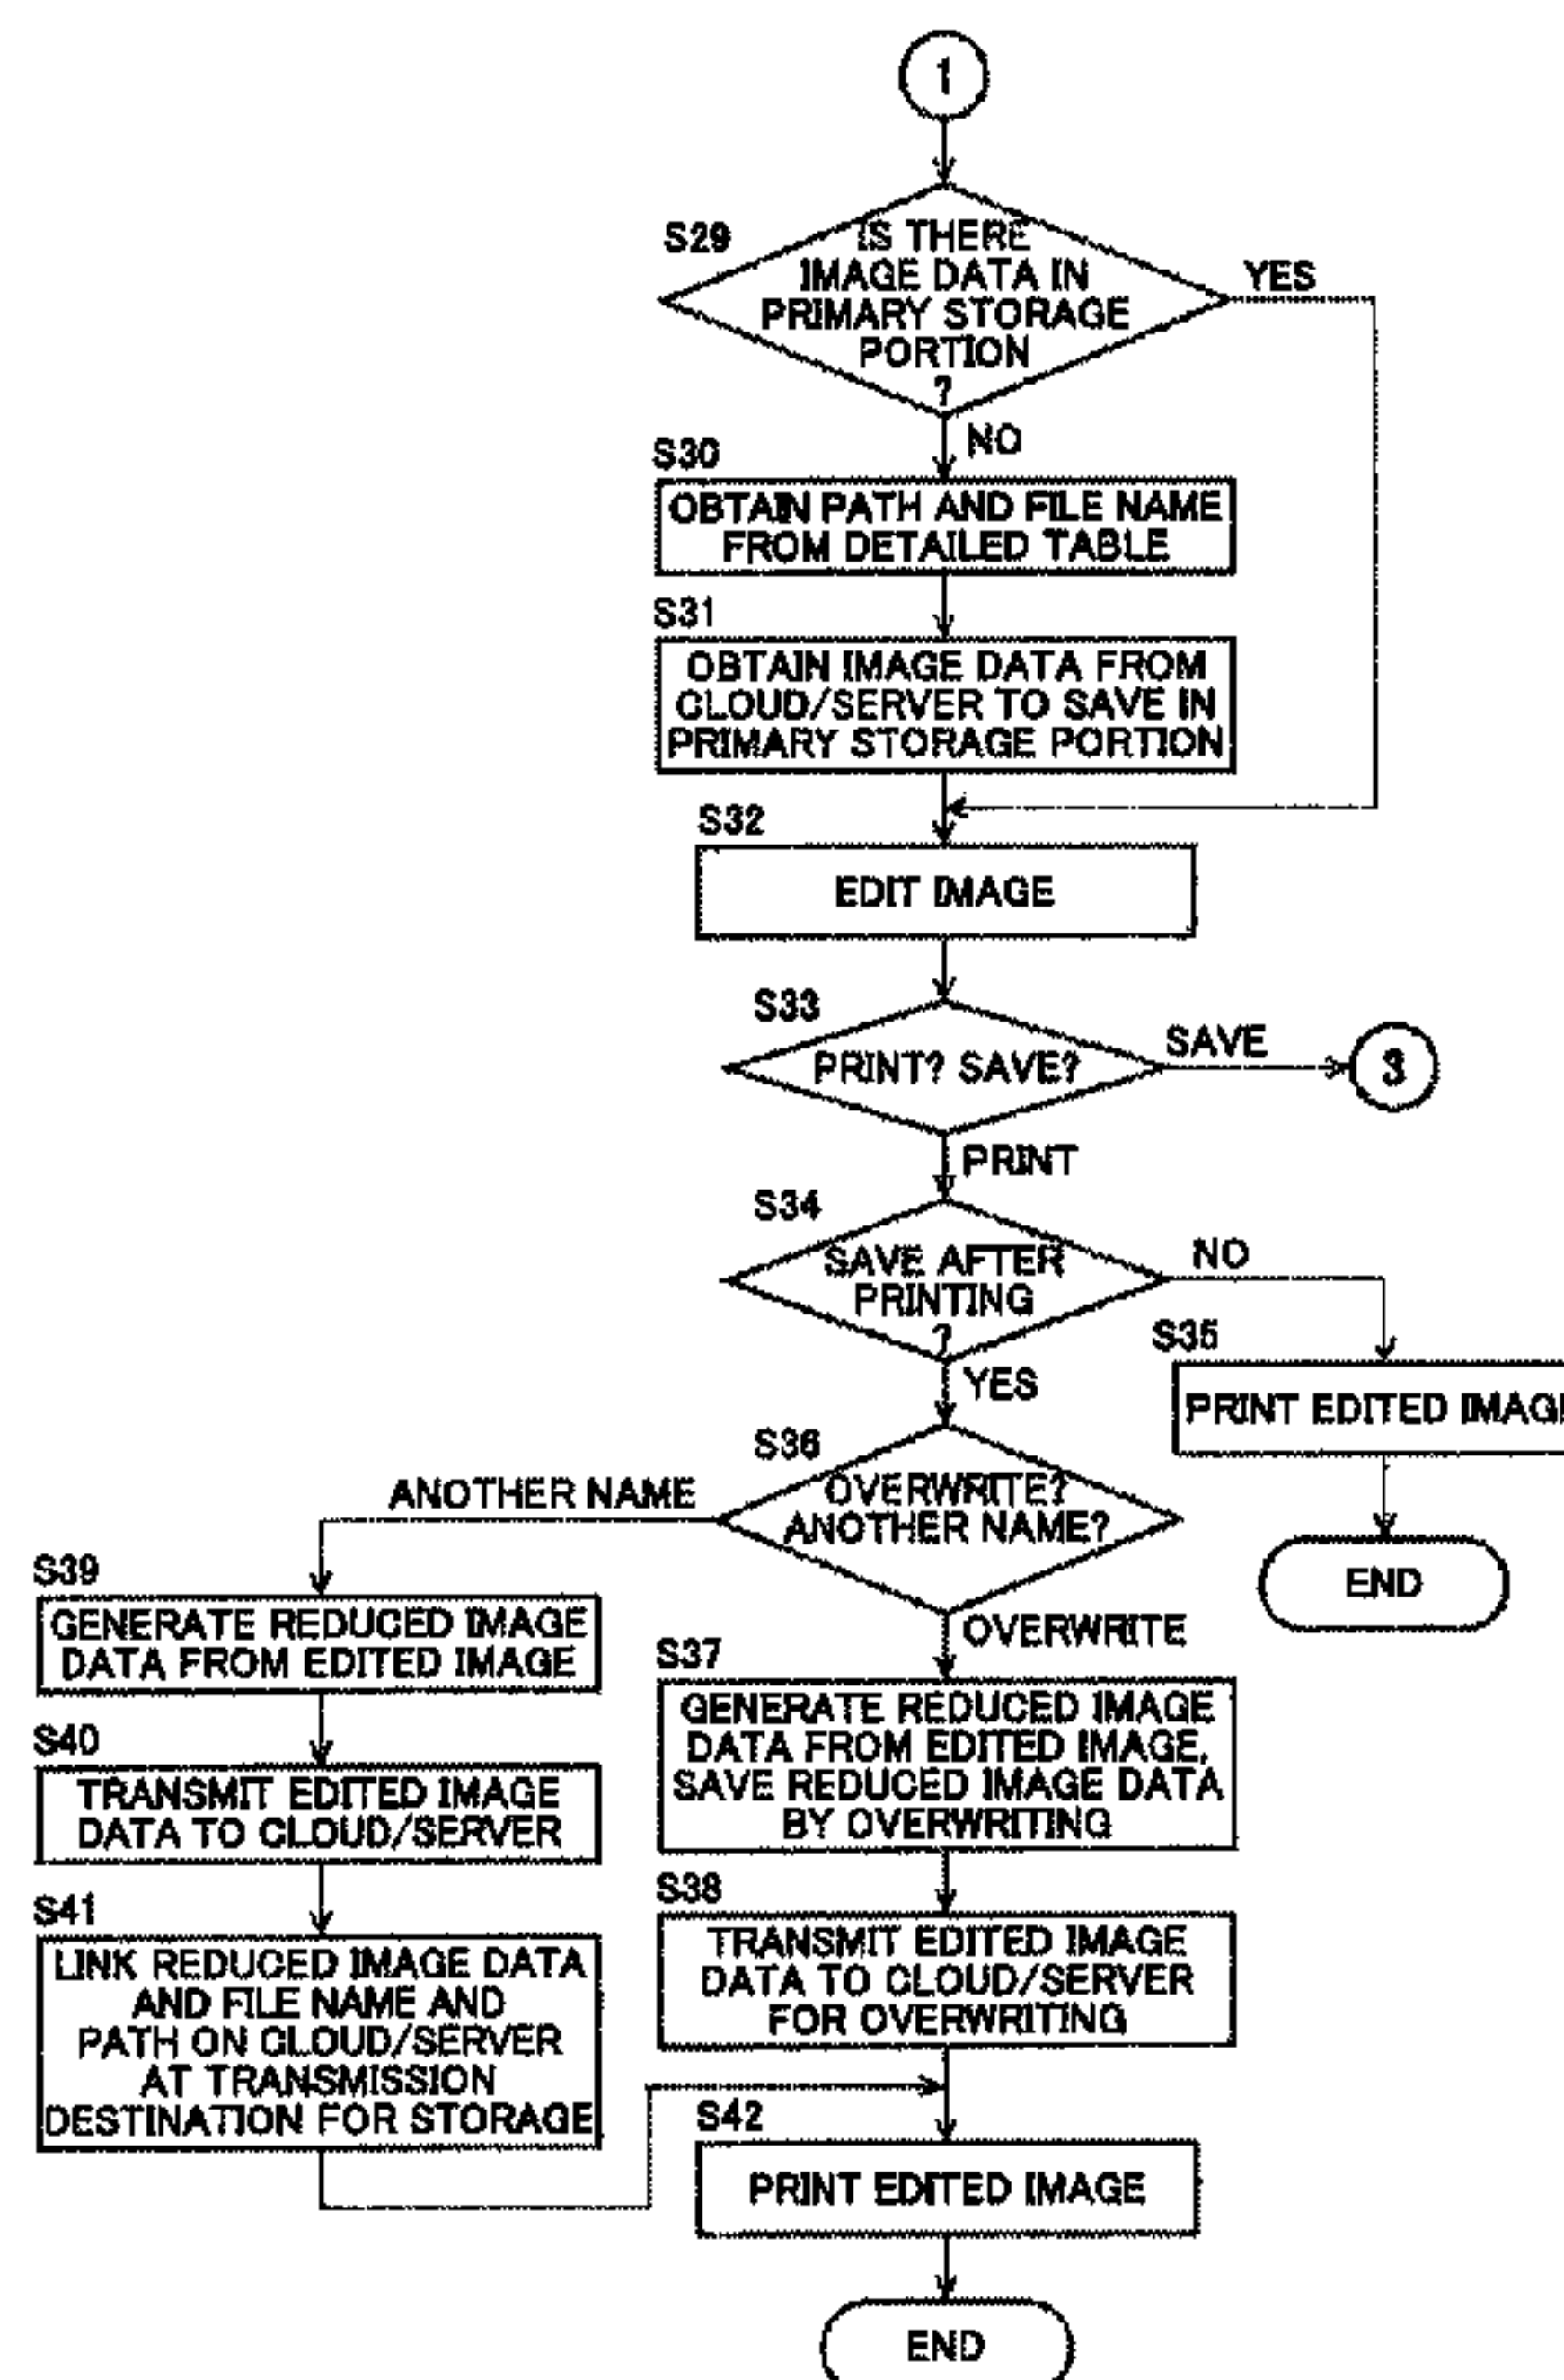 1
S29
IS THERE
IMAGE DATA IN
PRIMARY STORAGE
PORTION
?
YES
NO
S30
OBTAIN PATH AND FILE NAME
FROM DETAILED TABLE
S31
OBTAIN IMAGE DATA FROM
CLOUD/SERVER TO SAVE IN
PRIMARY STORAGE PORTION
S32
EDIT IMAGE
S33
PRINT? SAVE?
SAVE
3
PRINT
S34
SAVE AFTER
PRINTING
?
NO
S35
PRINT EDITED IMAGE
END
YES
S36
OVERWRITE?
ANOTHER NAME?
ANOTHER NAME
S39
GENERATE REDUCED IMAGE
DATA FROM EDITED IMAGE
S40
TRANSMIT EDITED IMAGE
DATA TO CLOUD/SERVER
S41
LINK REDUCED IMAGE DATA
AND FILE NAME AND
PATH ON CLOUD/SERVER
AT TRANSMISSION
DESTINATION FOR STORAGE
OVERWRITE
S37
GENERATE REDUCED IMAGE
DATA FROM EDITED IMAGE,
SAVE REDUCED IMAGE DATA
BY OVERWRITING
S38
TRANSMIT EDITED IMAGE
DATA TO CLOUD/SERVER
FOR OVERWRITING
S42
PRINT EDITED IMAGE
END